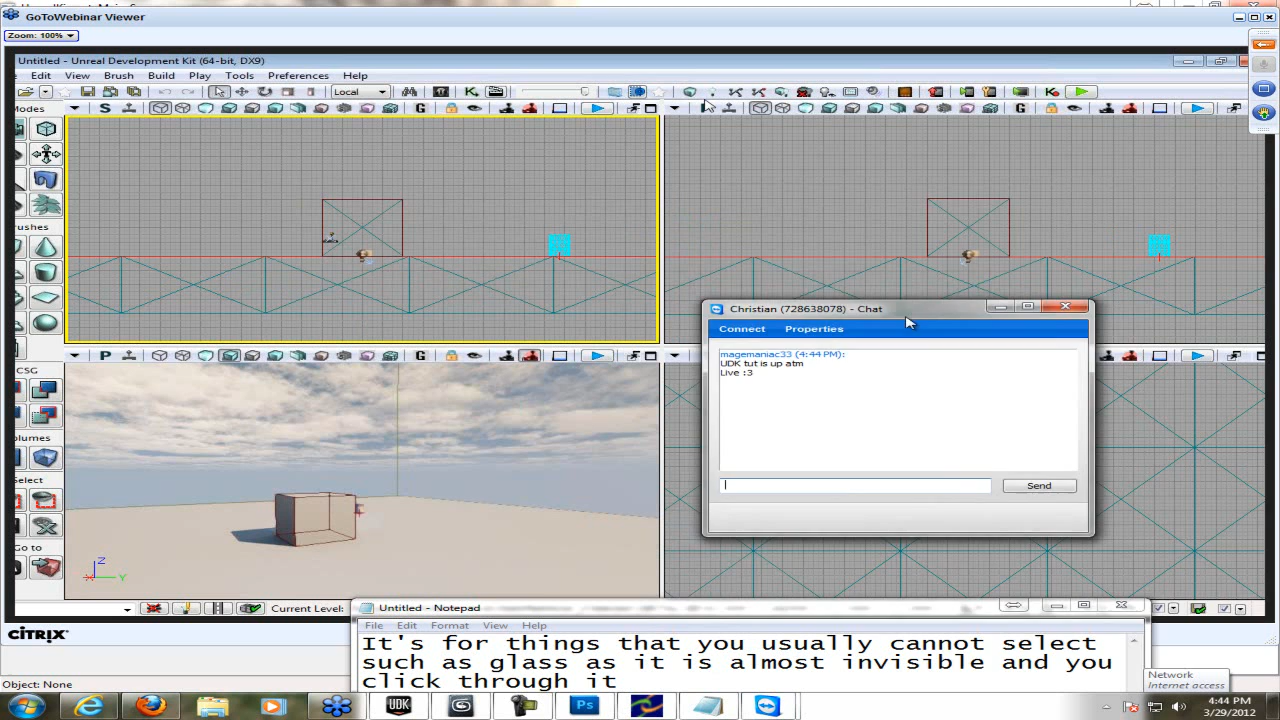 GoToWebinar Viewer
Zoom: 100%
Untitled - Unreal Development Kit (64-bit, DX9)
Edit View Brush Build Play Tools Preferences Help
Local
Modes
S
G
G
rushes
P
G
CSG
olumes
Select
Go to
Z
Y
Christian (728638078) - Chat
Connect Properties
magemaniac33 (4:44 PM):
UDK tut is up atm
Live :3
Send
Current Level:
CITRIX
Untitled - Notepad
File Edit Format View Help
It's for things that you usually cannot select
such as glass as it is almost invisible and you
click through it
Object: None
Network
Internet access
UDK
Ps
4:44 PM
3/29/2012